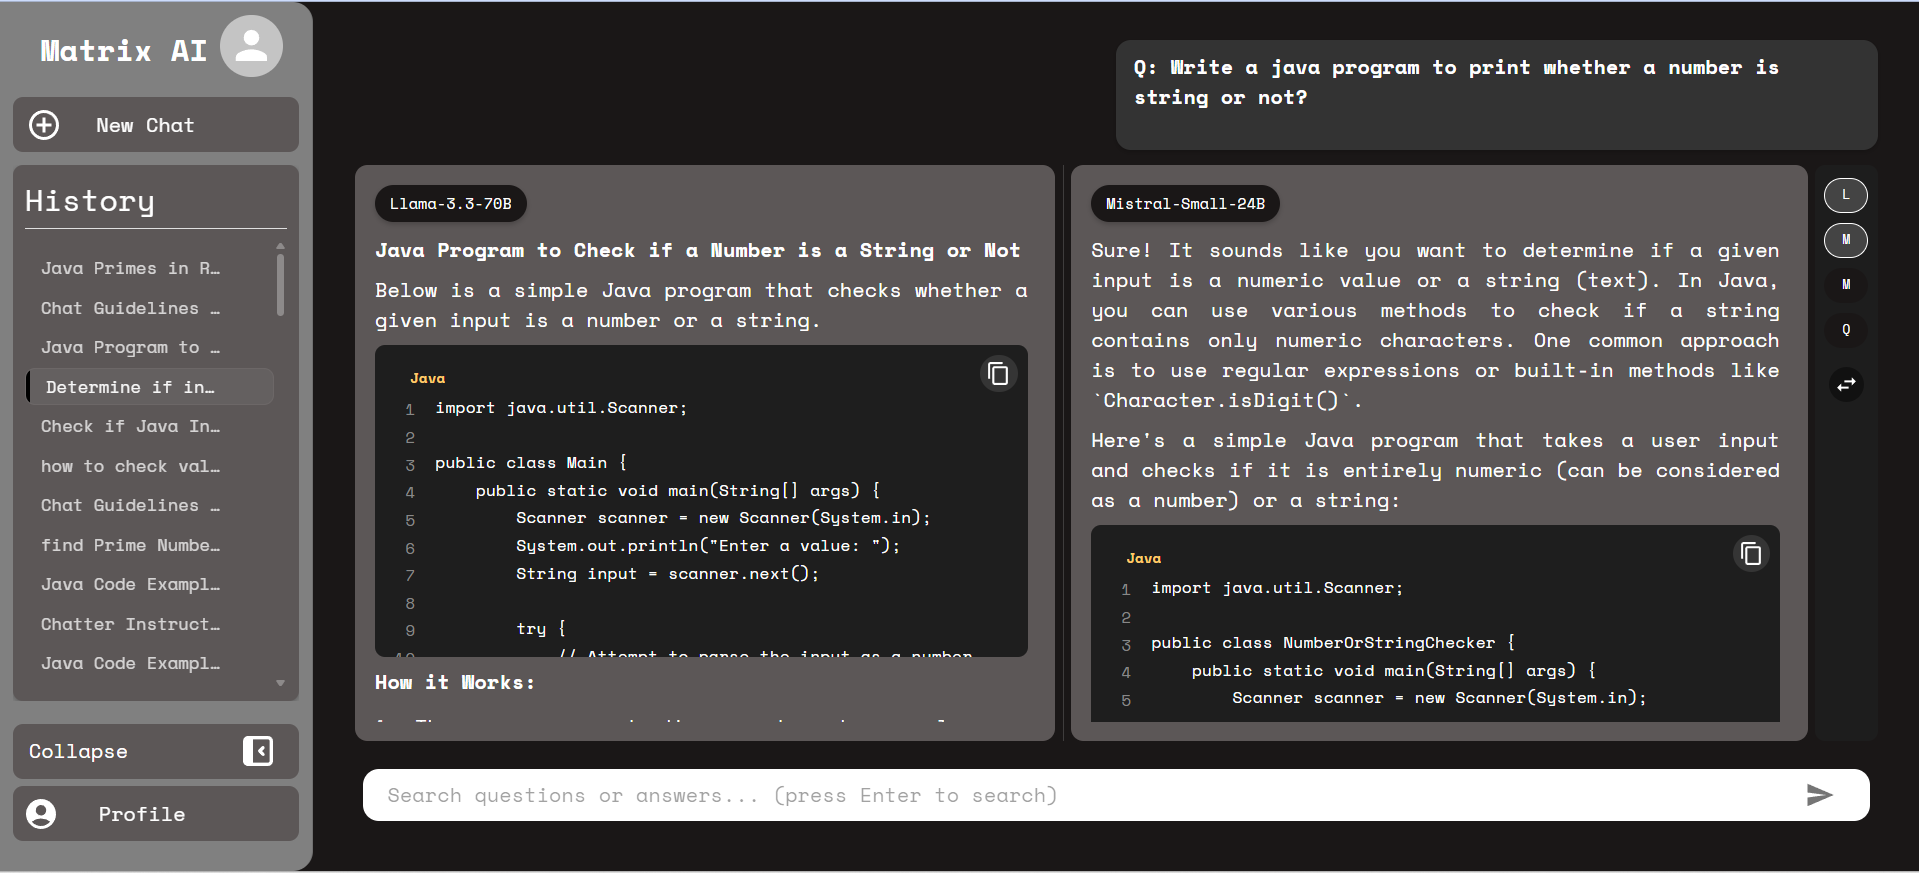 Matrix AI
New Chat
History
Java Primes in R…
Chat Guidelines …
Java Program to …
Determine if in…
Check if Java In…
how to check val…
Chat Guidelines …
find Prime Numbe…
Java Code Exampl…
Chatter Instruct…
Java Code Exampl…
Collapse
Profile
Q: Write a java program to print whether a number is
string or not?
Llama-3.3-70B
Java Program to Check if a Number is a String or Not
Below is a simple Java program that checks whether a
given input is a number or a string.
Java
1 import java.util.Scanner;
2
3 public class Main {
4 public static void main(String[] args) {
5 Scanner scanner = new Scanner(System.in);
6 System.out.println("Enter a value: ");
7 String input = scanner.next();
8
9 try {
10 // Attempt to parse the input as a number
How it Works:
Mistral-Small-24B
Sure! It sounds like you want to determine if a given
input is a numeric value or a string (text). In Java,
you can use various methods to check if a string
contains only numeric characters. One common approach
is to use regular expressions or built-in methods like
`Character.isDigit()`.
Here's a simple Java program that takes a user input
and checks if it is entirely numeric (can be considered
as a number) or a string:
Java
1 import java.util.Scanner;
2
3 public class NumberOrStringChecker {
4 public static void main(String[] args) {
5 Scanner scanner = new Scanner(System.in);
L
M
M
Q
Search questions or answers... (press Enter to search)